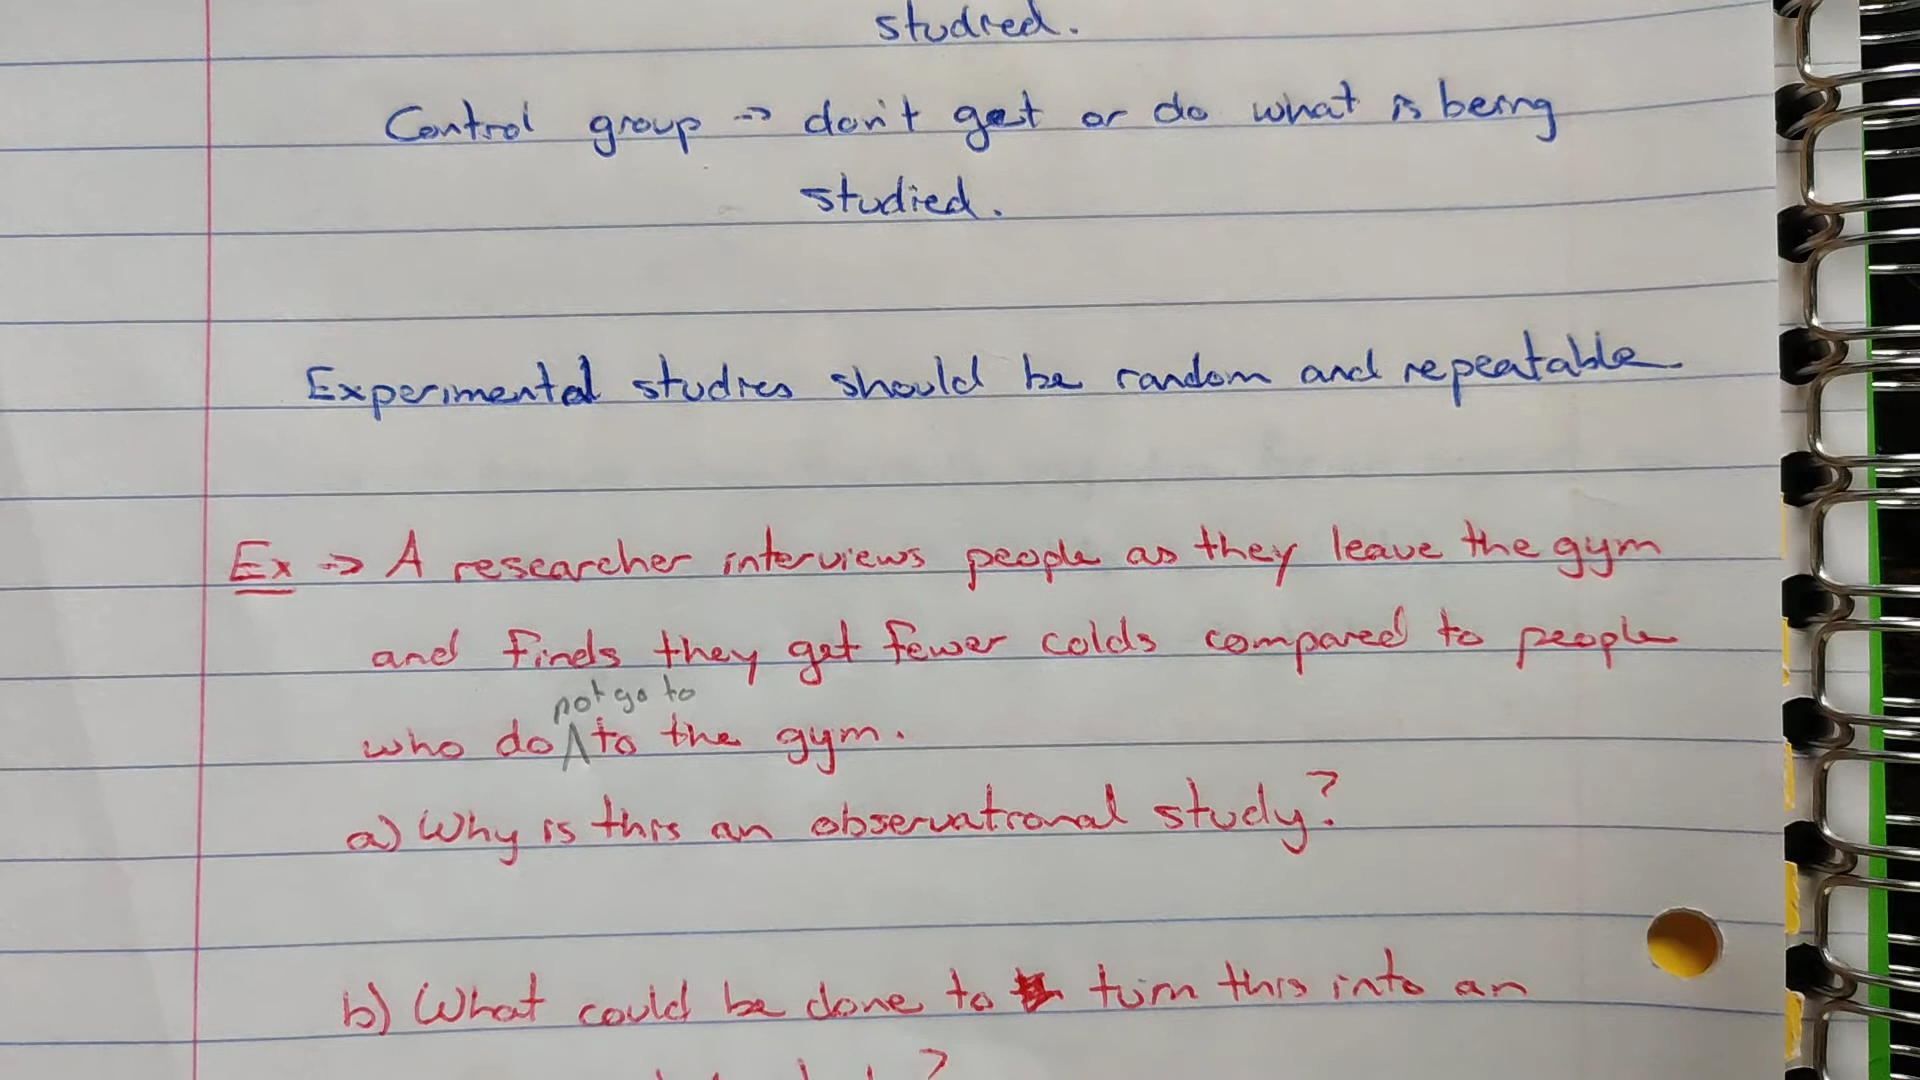 studied.
Control group → don't get or do what is being
studied.
Experimental studies should be random and repeatable.
Ex → A researcher interviews people as they leave the gym
and finds they get fewer colds compared to people
not go to
who do ∧ to the gym.
a) Why is this an observational study?
b) What could be done to turn this into an
?